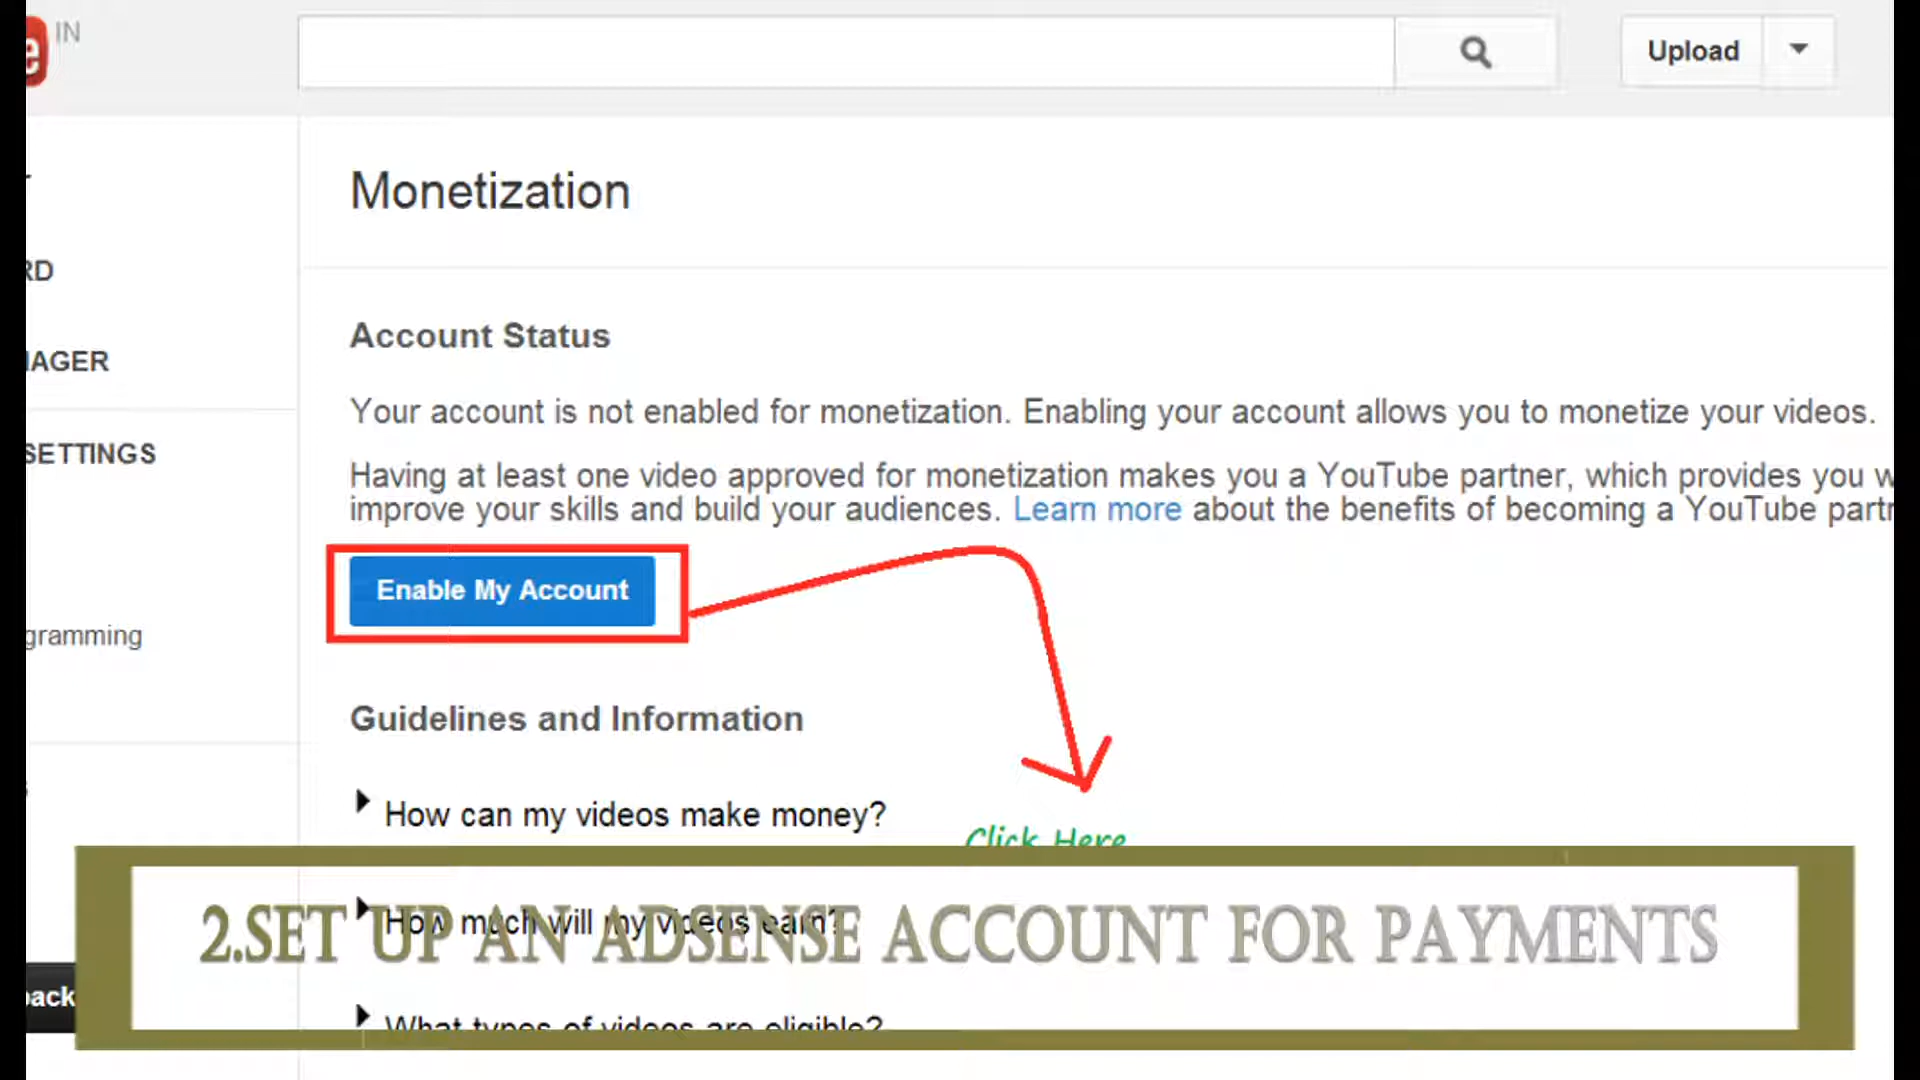 e IN
Upload
Monetization
Account Status
RD
NAGER
Your account is not enabled for monetization. Enabling your account allows you to monetize your videos.
SETTINGS
Having at least one video approved for monetization makes you a YouTube partner, which provides you w
improve your skills and build your audiences. Learn more about the benefits of becoming a YouTube partn
Enable My Account
gramming
Guidelines and Information
How can my videos make money?
Click Here
How much will my videos earn?
2.SET UP AN ADSENSE ACCOUNT FOR PAYMENTS
back
What types of videos are eligible?